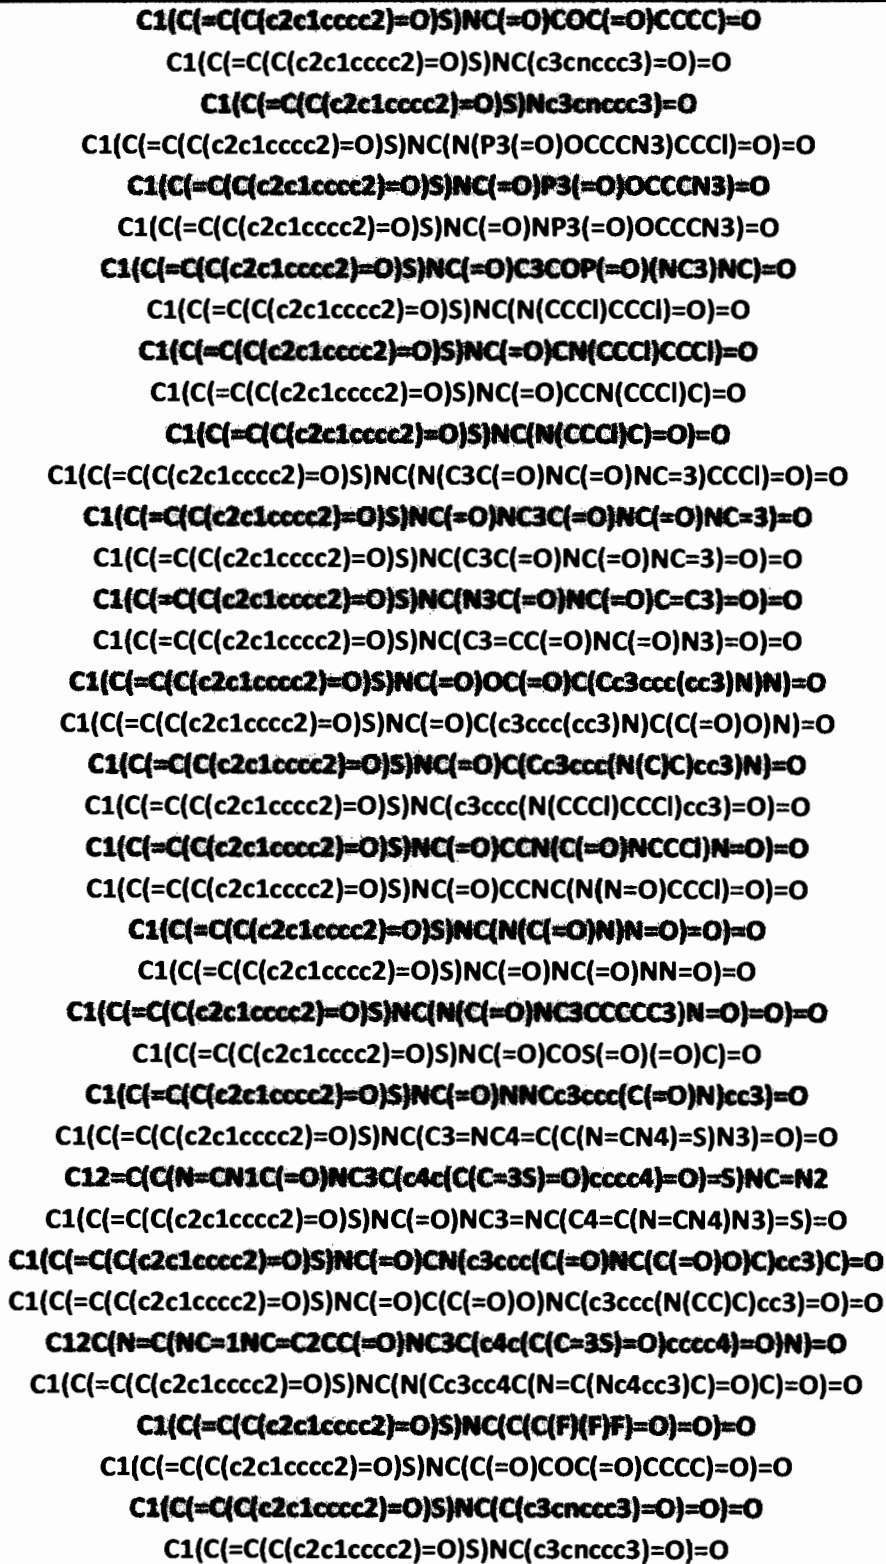 C1(C(=C(C(c2c1cccc2)=O)S)NC(=O)COC(=O)CCCC)=O
C1(C(=C(C(c2c1cccc2)=O)S)NC(c3cnccc3)=O)=O
C1(C(=C(C(c2c1cccc2)=O)S)Nc3cnccc3)=O
C1(C(=C(C(c2c1cccc2)=O)S)NC(N(P3(=O)OCCCN3)CCCl)=O)=O
C1(C(=C(C(c2c1cccc2)=O)S)NC(=O)P3(=O)OCCCN3)=O
C1(C(=C(C(c2c1cccc2)=O)S)NC(=O)NP3(=O)OCCCN3)=O
C1(C(=C(C(c2c1cccc2)=O)S)NC(=O)C3COP(=O)(NC3)NC)=O
C1(C(=C(C(c2c1cccc2)=O)S)NC(N(CCCl)CCCl)=O)=O
C1(C(=C(C(c2c1cccc2)=O)S)NC(=O)CN(CCCl)CCCl)=O
C1(C(=C(C(c2c1cccc2)=O)S)NC(=O)CCN(CCCl)C)=O
C1(C(=C(C(c2c1cccc2)=O)S)NC(N(CCCl)C)=O)=O
C1(C(=C(C(c2c1cccc2)=O)S)NC(N(C3C(=O)NC(=O)NC=3)CCCl)=O)=O
C1(C(=C(C(c2c1cccc2)=O)S)NC(=O)NC3C(=O)NC(=O)NC=3)=O
C1(C(=C(C(c2c1cccc2)=O)S)NC(C3C(=O)NC(=O)NC=3)=O)=O
C1(C(=C(C(c2c1cccc2)=O)S)NC(N3C(=O)NC(=O)C=C3)=O)=O
C1(C(=C(C(c2c1cccc2)=O)S)NC(C3=CC(=O)NC(=O)N3)=O)=O
C1(C(=C(C(c2c1cccc2)=O)S)NC(=O)OC(=O)C(Cc3ccc(cc3)N)N)=O
C1(C(=C(C(c2c1cccc2)=O)S)NC(=O)C(c3ccc(cc3)N)C(C(=O)O)N)=O
C1(C(=C(C(c2c1cccc2)=O)S)NC(=O)C(Cc3ccc(N(C)C)cc3)N)=O
C1(C(=C(C(c2c1cccc2)=O)S)NC(c3ccc(N(CCCl)CCCl)cc3)=O)=O
C1(C(=C(C(c2c1cccc2)=O)S)NC(=O)CCN(C(=O)NCCCl)N=O)=O
C1(C(=C(C(c2c1cccc2)=O)S)NC(=O)CCNC(N(N=O)CCCl)=O)=O
C1(C(=C(C(c2c1cccc2)=O)S)NC(N(C(=O)N)N=O)=O)=O
C1(C(=C(C(c2c1cccc2)=O)S)NC(=O)NC(=O)NN=O)=O
C1(C(=C(C(c2c1cccc2)=O)S)NC(N(C(=O)NC3CCCCC3)N=O)=O)=O
C1(C(=C(C(c2c1cccc2)=O)S)NC(=O)COS(=O)(=O)C)=O
C1(C(=C(C(c2c1cccc2)=O)S)NC(=O)NNCc3ccc(C(=O)N)cc3)=O
C1(C(=C(C(c2c1cccc2)=O)S)NC(C3=NC4=C(C(N=CN4)=S)N3)=O)=O
C12=C(C(N=CN1C(=O)NC3C(c4c(C(C=3S)=O)cccc4)=O)=S)NC=N2
C1(C(=C(C(c2c1cccc2)=O)S)NC(=O)NC3=NC(C4=C(N=CN4)N3)=S)=O
C1(C(=C(C(c2c1cccc2)=O)S)NC(=O)CN(c3ccc(C(=O)NC(C(=O)O)C)cc3)C)=O
C1(C(=C(C(c2c1cccc2)=O)S)NC(=O)C(C(=O)O)NC(c3ccc(N(CC)C)cc3)=O)=O
C12C(N=C(NC=1NC=C2CC(=O)NC3C(c4c(C(C=3S)=O)cccc4)=O)N)=O
C1(C(=C(C(c2c1cccc2)=O)S)NC(N(Cc3cc4C(N=C(Nc4cc3)C)=O)C)=O)=O
C1(C(=C(C(c2c1cccc2)=O)S)NC(C(C(F)(F)F)=O)=O)=O
C1(C(=C(C(c2c1cccc2)=O)S)NC(C(=O)COC(=O)CCCC)=O)=O
C1(C(=C(C(c2c1cccc2)=O)S)NC(C(c3cnccc3)=O)=O)=O
C1(C(=C(C(c2c1cccc2)=O)S)NC(c3cnccc3)=O)=O